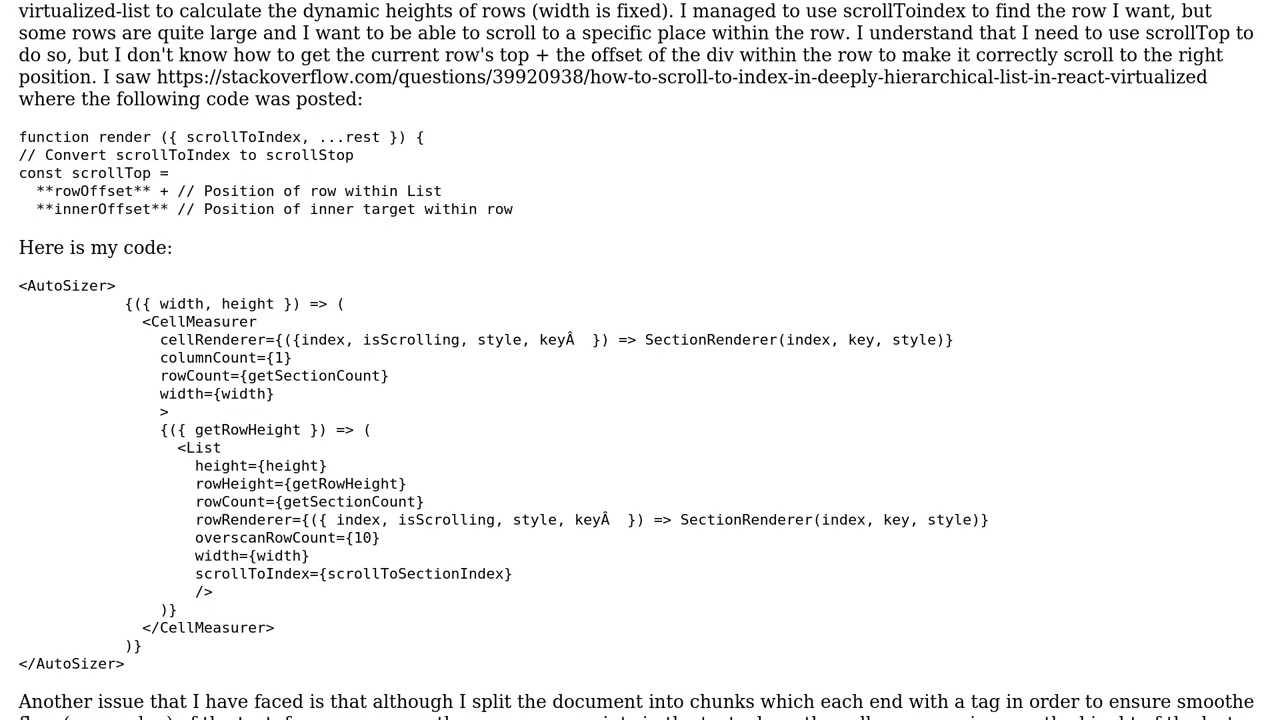 virtualized-list to calculate the dynamic heights of rows (width is fixed). I managed to use scrollToindex to find the row I want, but
some rows are quite large and I want to be able to scroll to a specific place within the row. I understand that I need to use scrollTop to
do so, but I don't know how to get the current row's top + the offset of the div within the row to make it correctly scroll to the right
position. I saw https://stackoverflow.com/questions/39920938/how-to-scroll-to-index-in-deeply-hierarchical-list-in-react-virtualized
where the following code was posted:
function render ({ scrollToIndex, ...rest }) {
// Convert scrollToIndex to scrollStop
const scrollTop =
  **rowOffset** + // Position of row within List
  **innerOffset** // Position of inner target within row
Here is my code:
<AutoSizer>
            {({ width, height }) => (
              <CellMeasurer
                cellRenderer={({index, isScrolling, style, keyÂ  }) => SectionRenderer(index, key, style)}
                columnCount={1}
                rowCount={getSectionCount}
                width={width}
                >
                {({ getRowHeight }) => (
                  <List
                    height={height}
                    rowHeight={getRowHeight}
                    rowCount={getSectionCount}
                    rowRenderer={({ index, isScrolling, style, keyÂ  }) => SectionRenderer(index, key, style)}
                    overscanRowCount={10}
                    width={width}
                    scrollToIndex={scrollToSectionIndex}
                    />
                )}
              </CellMeasurer>
            )}
</AutoSizer>
Another issue that I have faced is that although I split the document into chunks which each end with a tag in order to ensure smoothe